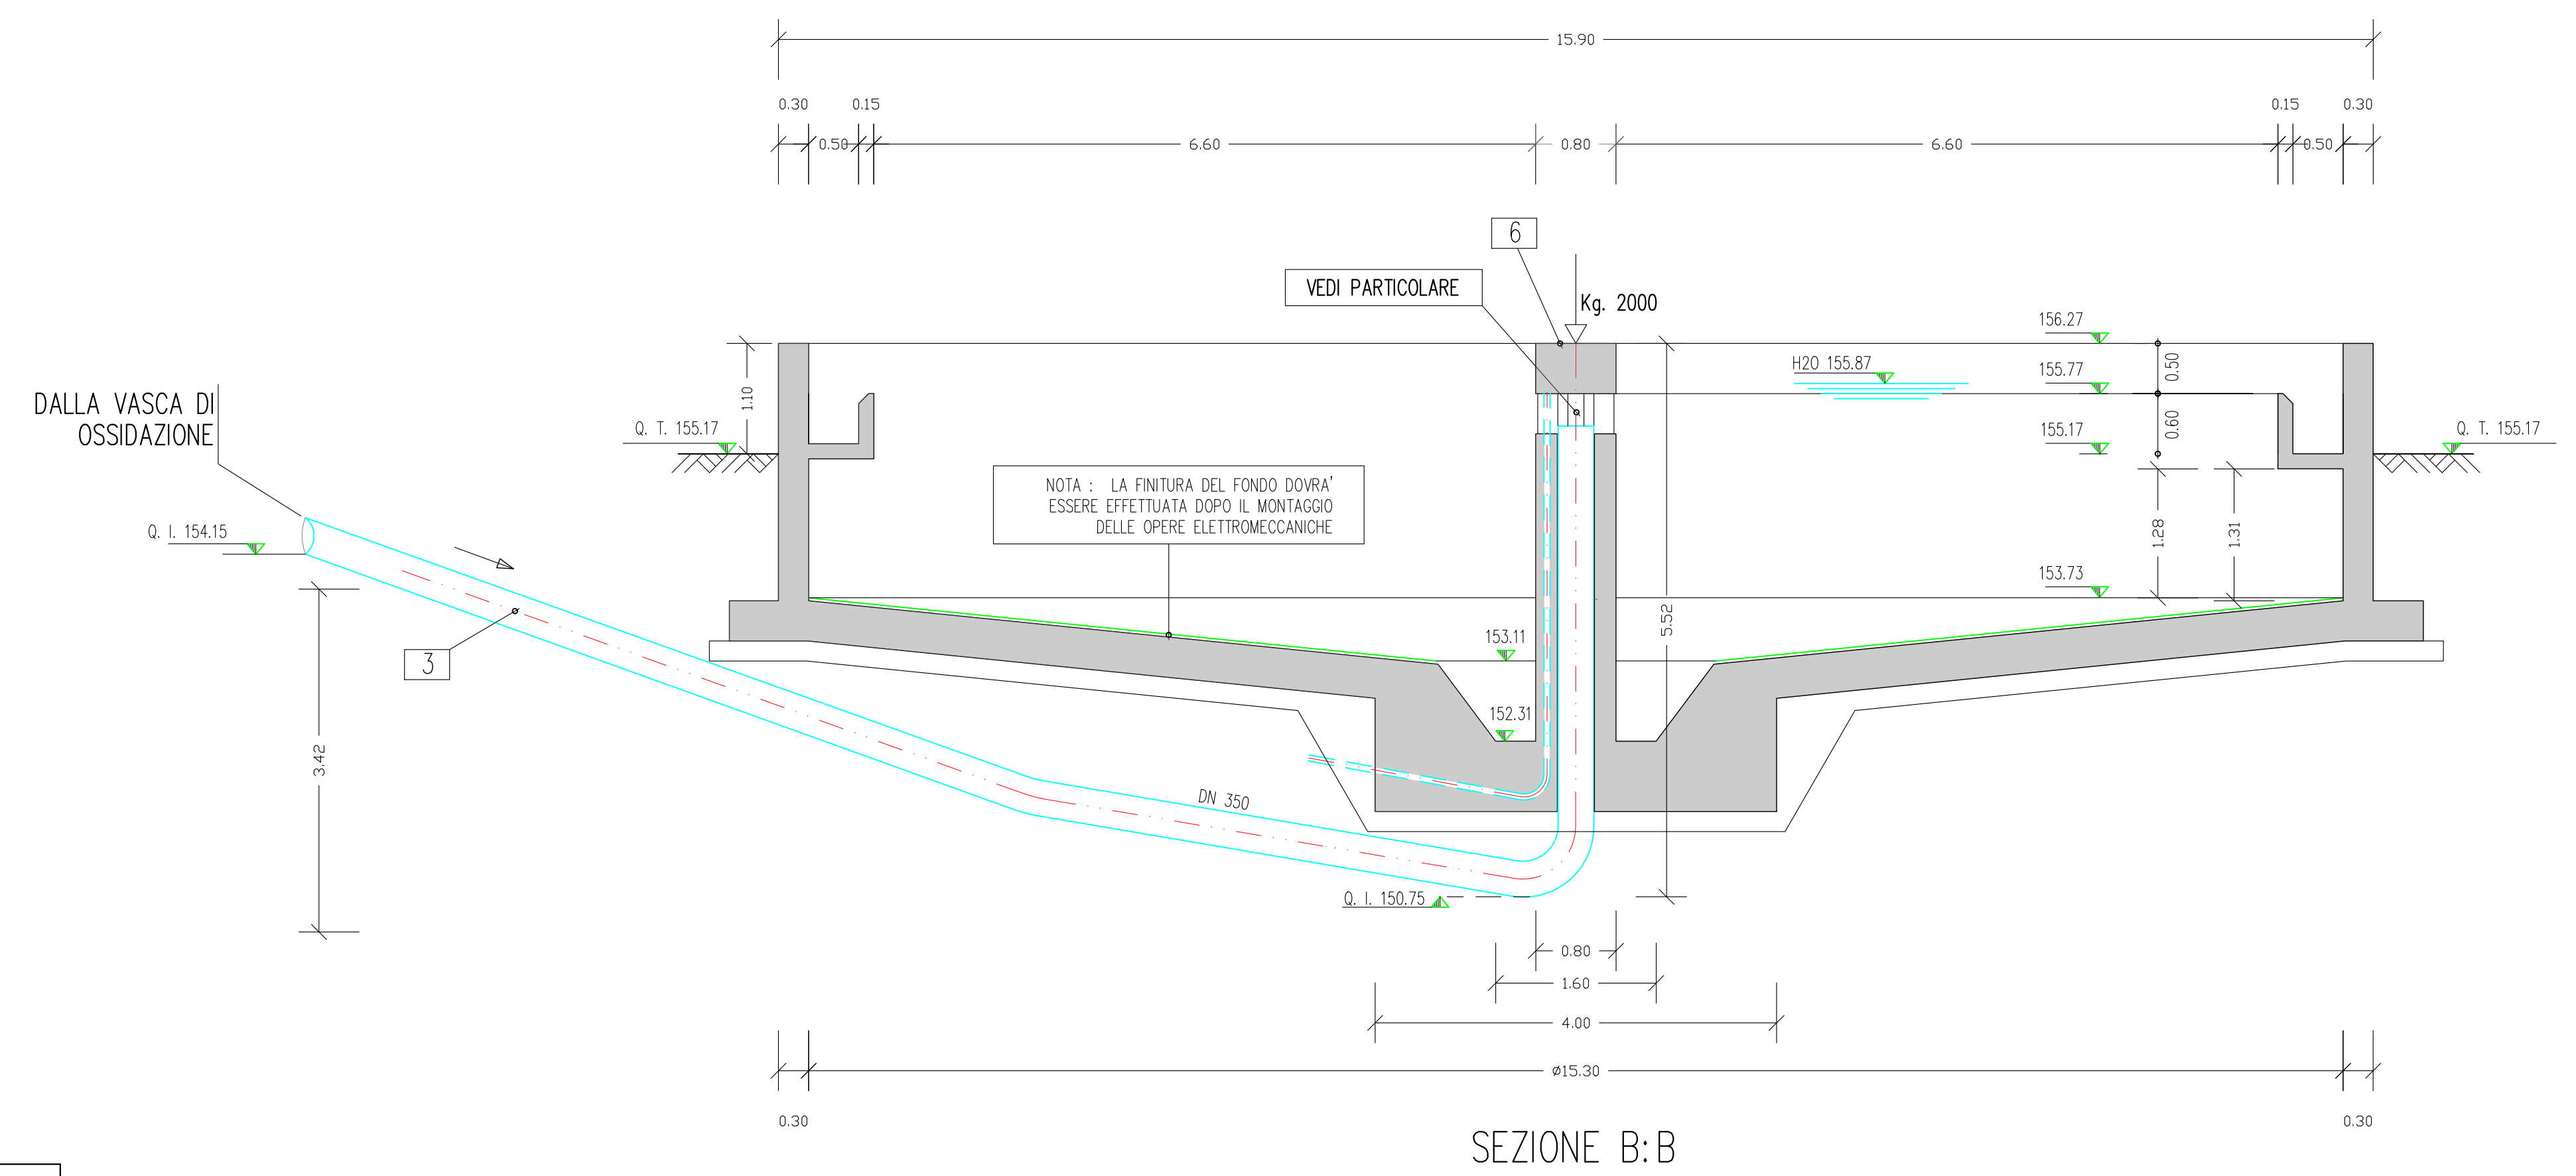 15.90
0.30 0.15 0.15 0.30
0.50 6.60 0.80 6.60 0.50
6
VEDI PARTICOLARE
Kg. 2000
156.27
H2O 155.87
155.77
0.50
1.10
DALLA VASCA DI
OSSIDAZIONE
Q. T. 155.17
155.17
0.60
Q. T. 155.17
NOTA : LA FINITURA DEL FONDO DOVRA'
ESSERE EFFETTUATA DOPO IL MONTAGGIO
DELLE OPERE ELETTROMECCANICHE
Q. I. 154.15
1.28
1.31
153.73
5.52
153.11
3
152.31
3.42
DN 350
Q. I. 150.75
0.80
1.60
4.00
ø15.30
0.30 0.30
SEZIONE B:B